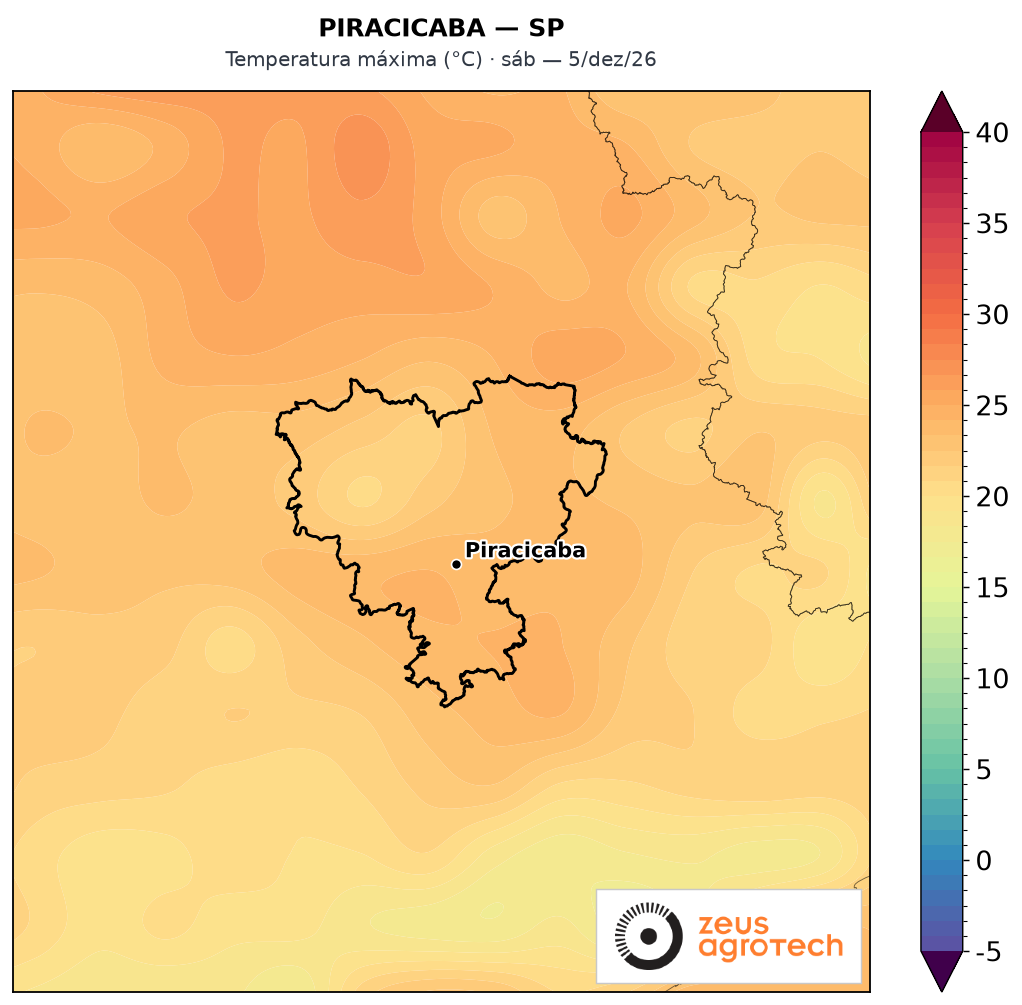 PIRACICABA — SP
Temperatura máxima (°C) · sáb — 5/dez/26
40
35
30
25
20
15
10
5
0
-5
Piracicaba
zeus
agrotech